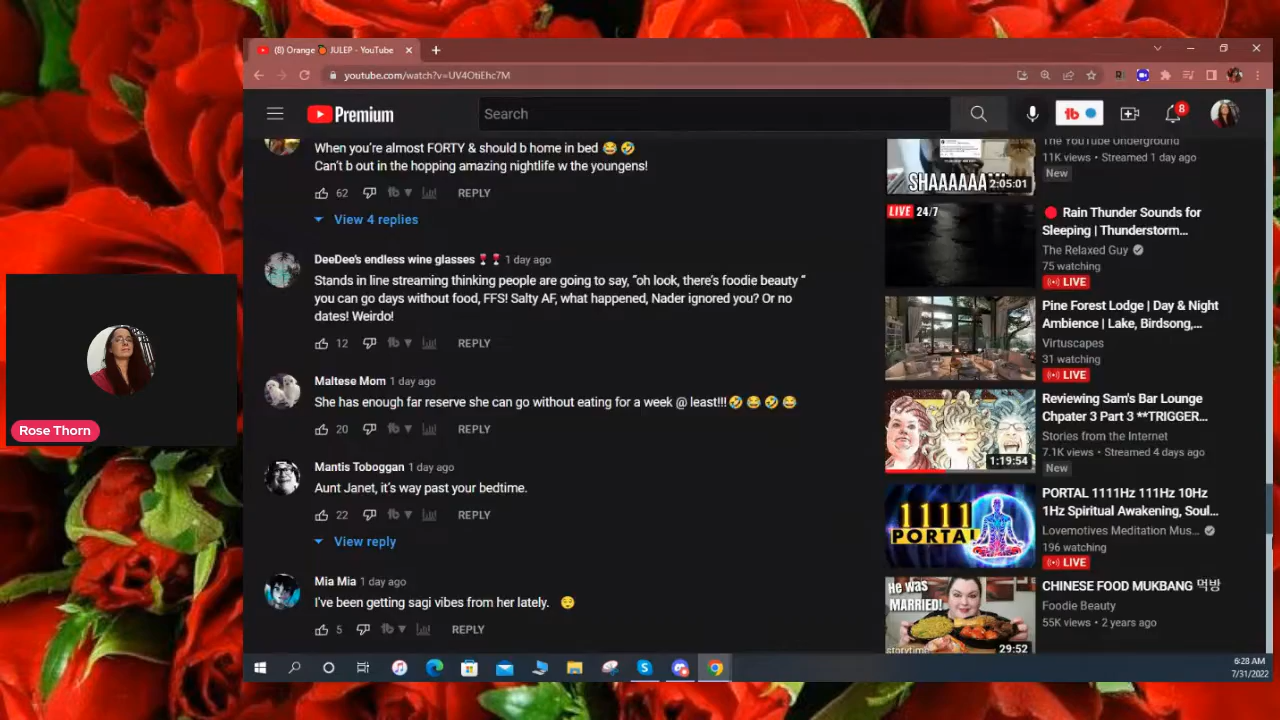 (8) Orange 🍊 JULEP - YouTube
youtube.com/watch?v=UV4OtiEhc7M
Premium
Search
8
When you're almost FORTY & should b home in bed 😂 🤣
Can't b out in the hopping amazing nightlife w the youngens!
62
REPLY
View 4 replies
DeeDee's endless wine glasses 🍷🍷 1 day ago
Stands in line streaming thinking people are going to say, "oh look, there's foodie beauty "
you can go days without food, FFS! Salty AF, what happened, Nader ignored you? Or no
dates! Weirdo!
12
REPLY
Maltese Mom 1 day ago
She has enough far reserve she can go without eating for a week @ least!!!🤣 😂 🤣 😂
20
REPLY
Mantis Toboggan 1 day ago
Aunt Janet, it's way past your bedtime.
22
REPLY
View reply
Mia Mia 1 day ago
I've been getting sagi vibes from her lately. 😌
5
REPLY
The YouTube Underground
11K views • Streamed 1 day ago
New
SHAAAAAA
2:05:01
LIVE 24/7
🔴 Rain Thunder Sounds for
Sleeping | Thunderstorm...
The Relaxed Guy
75 watching
LIVE
Pine Forest Lodge | Day & Night
Ambience | Lake, Birdsong,...
Virtuscapes
31 watching
LIVE
Reviewing Sam's Bar Lounge
Chpater 3 Part 3 **TRIGGER...
Stories from the Internet
7.1K views • Streamed 4 days ago
New
1:19:54
1111
PORTAL
PORTAL 1111Hz 111Hz 10Hz
1Hz Spiritual Awakening, Soul...
Lovemotives Meditation Mus...
196 watching
LIVE
He was
MARRIED!
storytime
29:52
CHINESE FOOD MUKBANG 먹방
Foodie Beauty
55K views • 2 years ago
Rose Thorn
6:28 AM
7/31/2022